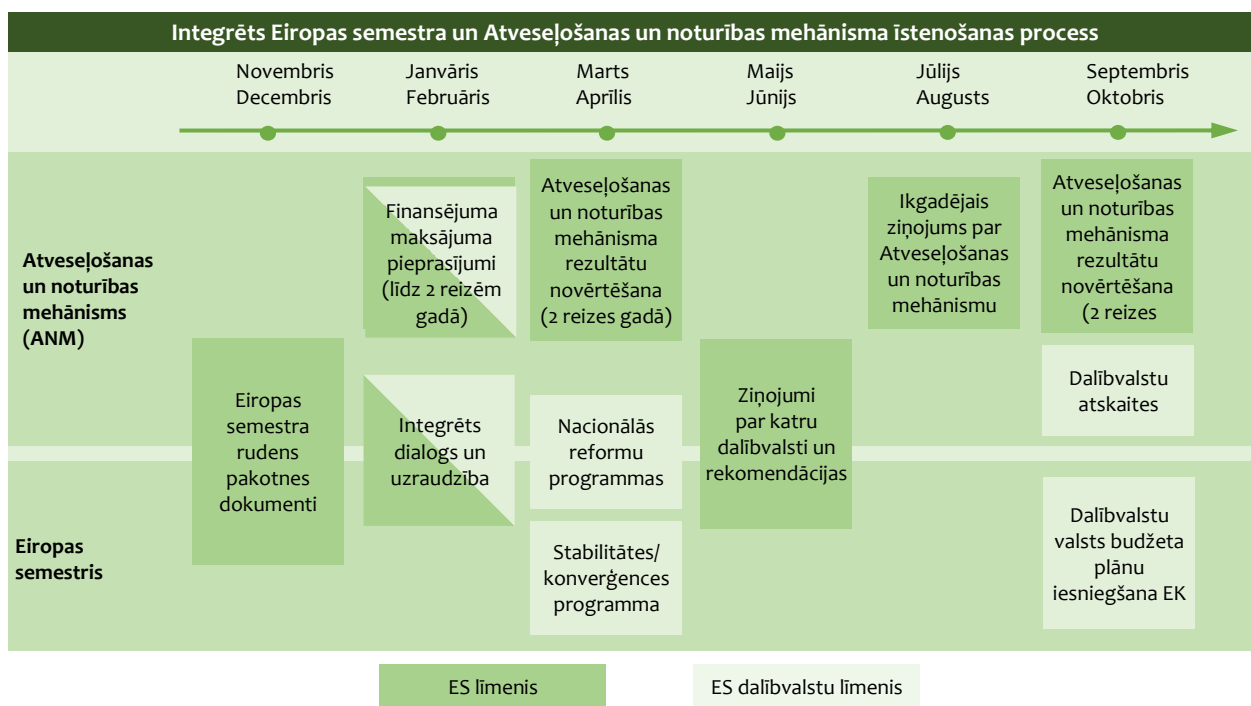 Integrēts Eiropas semestra un Atveseļošanas un noturības mehānisma īstenošanas process
Novembris
Decembris
Janvāris
Februāris
Marts
Aprīlis
Maijs
Jūnijs
Jūlijs
Augusts
Septembris
Oktobris
Atveseļošanas
un noturības
mehānisms
(ANM)
Finansējuma
maksājuma
pieprasījumi
(līdz 2 reizēm
gadā)
Atveseļošanas
un noturības
mehānisma
rezultātu
novērtēšana
(2 reizes gadā)
Ikgadējais
ziņojums par
Atveseļošanas
un noturības
mehānismu
Atveseļošanas
un noturības
mehānisma
rezultātu
novērtēšana
(2 reizes
Eiropas
semestra
rudens
pakotnes
dokumenti
Integrēts
dialogs un
uzraudzība
Nacionālās
reformu
programmas
Ziņojumi
par katru
dalībvalsti un
rekomendācijas
Dalībvalstu
atskaites
Eiropas
semestris
Stabilitātes/
konverģences
programma
Dalībvalstu
valsts budžeta
plānu
iesniegšana EK
ES līmenis
ES dalībvalstu līmenis